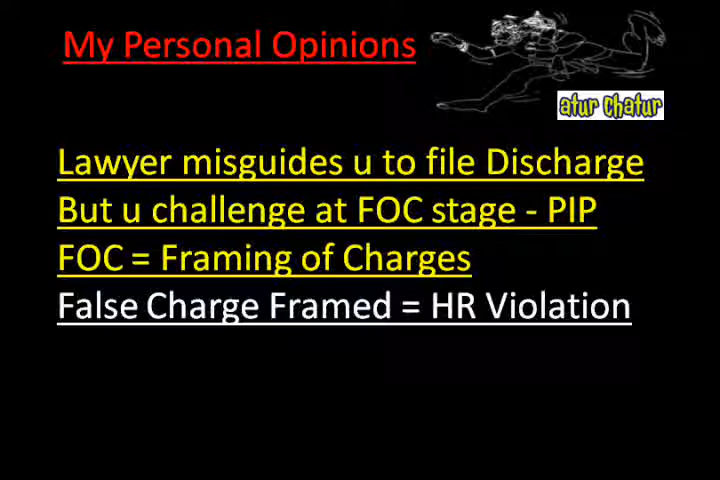 My Personal Opinions
atur chatur
Lawyer misguides u to file Discharge
But u challenge at FOC stage - PIP
FOC = Framing of Charges
False Charge Framed = HR Violation